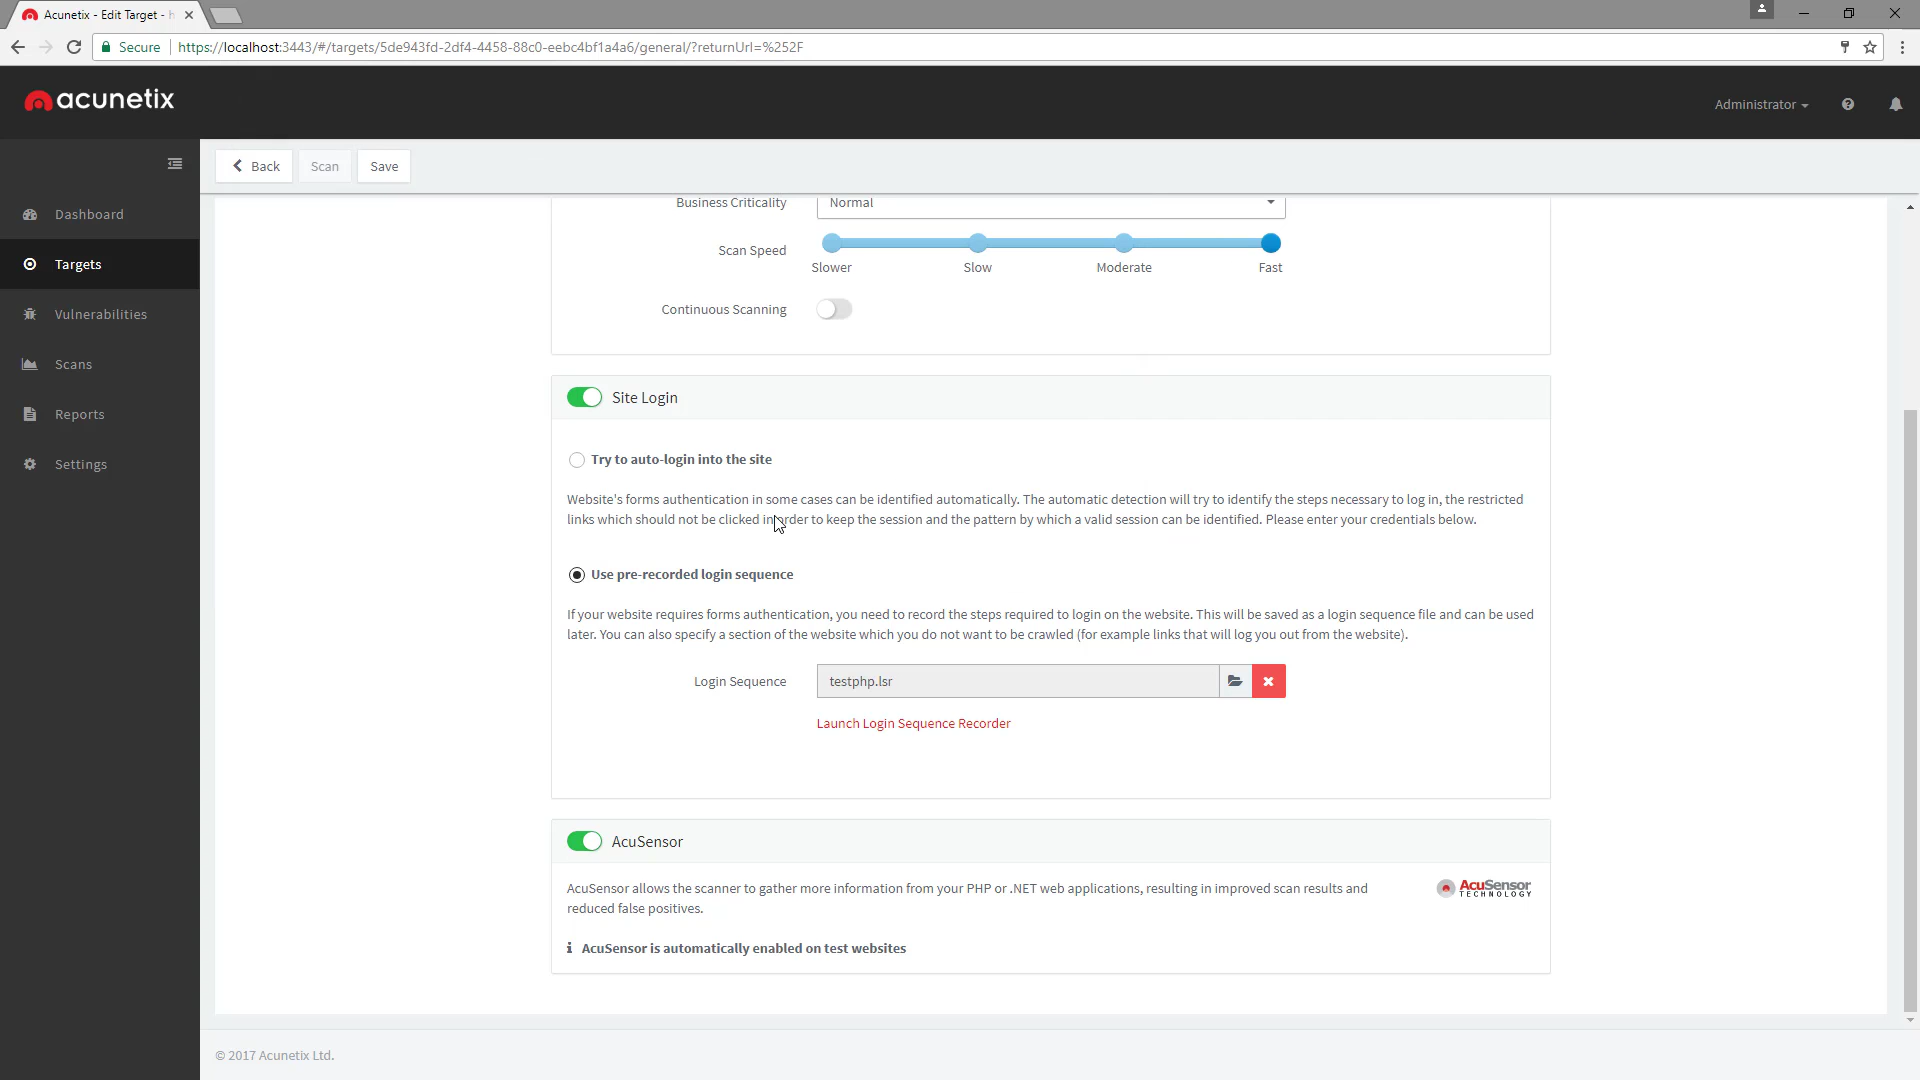 Acunetix - Edit Target - h
Secure https://localhost:3443/#/targets/5de943fd-2df4-4458-88c0-eebc4bf1a4a6/general/?returnUrl=%252F
acunetix
Administrator
Back
Scan
Save
Dashboard
Targets
Vulnerabilities
Scans
Reports
Settings
Business Criticality
Normal
Scan Speed
Slower
Slow
Moderate
Fast
Continuous Scanning
Site Login
Try to auto-login into the site
Website's forms authentication in some cases can be identified automatically. The automatic detection will try to identify the steps necessary to log in, the restricted
links which should not be clicked in order to keep the session and the pattern by which a valid session can be identified. Please enter your credentials below.
Use pre-recorded login sequence
If your website requires forms authentication, you need to record the steps required to login on the website. This will be saved as a login sequence file and can be used
later. You can also specify a section of the website which you do not want to be crawled (for example links that will log you out from the website).
Login Sequence
testphp.lsr
Launch Login Sequence Recorder
AcuSensor
AcuSensor allows the scanner to gather more information from your PHP or .NET web applications, resulting in improved scan results and
reduced false positives.
AcuSensor
TECHNOLOGY
AcuSensor is automatically enabled on test websites
© 2017 Acunetix Ltd.